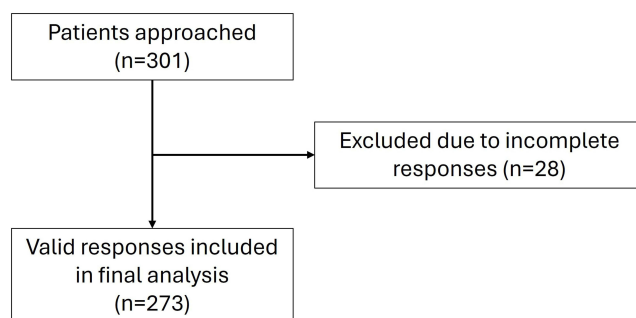 Patients approached
(n=301)
Excluded due to incomplete
responses (n=28)
Valid responses included
in final analysis
(n=273)